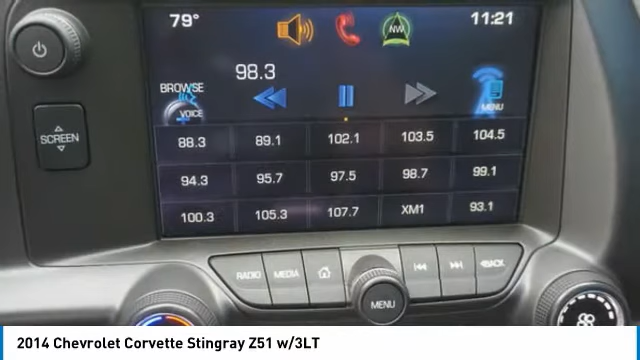 79°
NW
11:21
98.3
BROWSE
VOICE
MENU
88.3 89.1 102.1 103.5 104.5
94.3 95.7 97.5 98.7 99.1
100.3 105.3 107.7 XM1 93.1
SCREEN
RADIO MEDIA BACK
MENU
2014 Chevrolet Corvette Stingray Z51 w/3LT